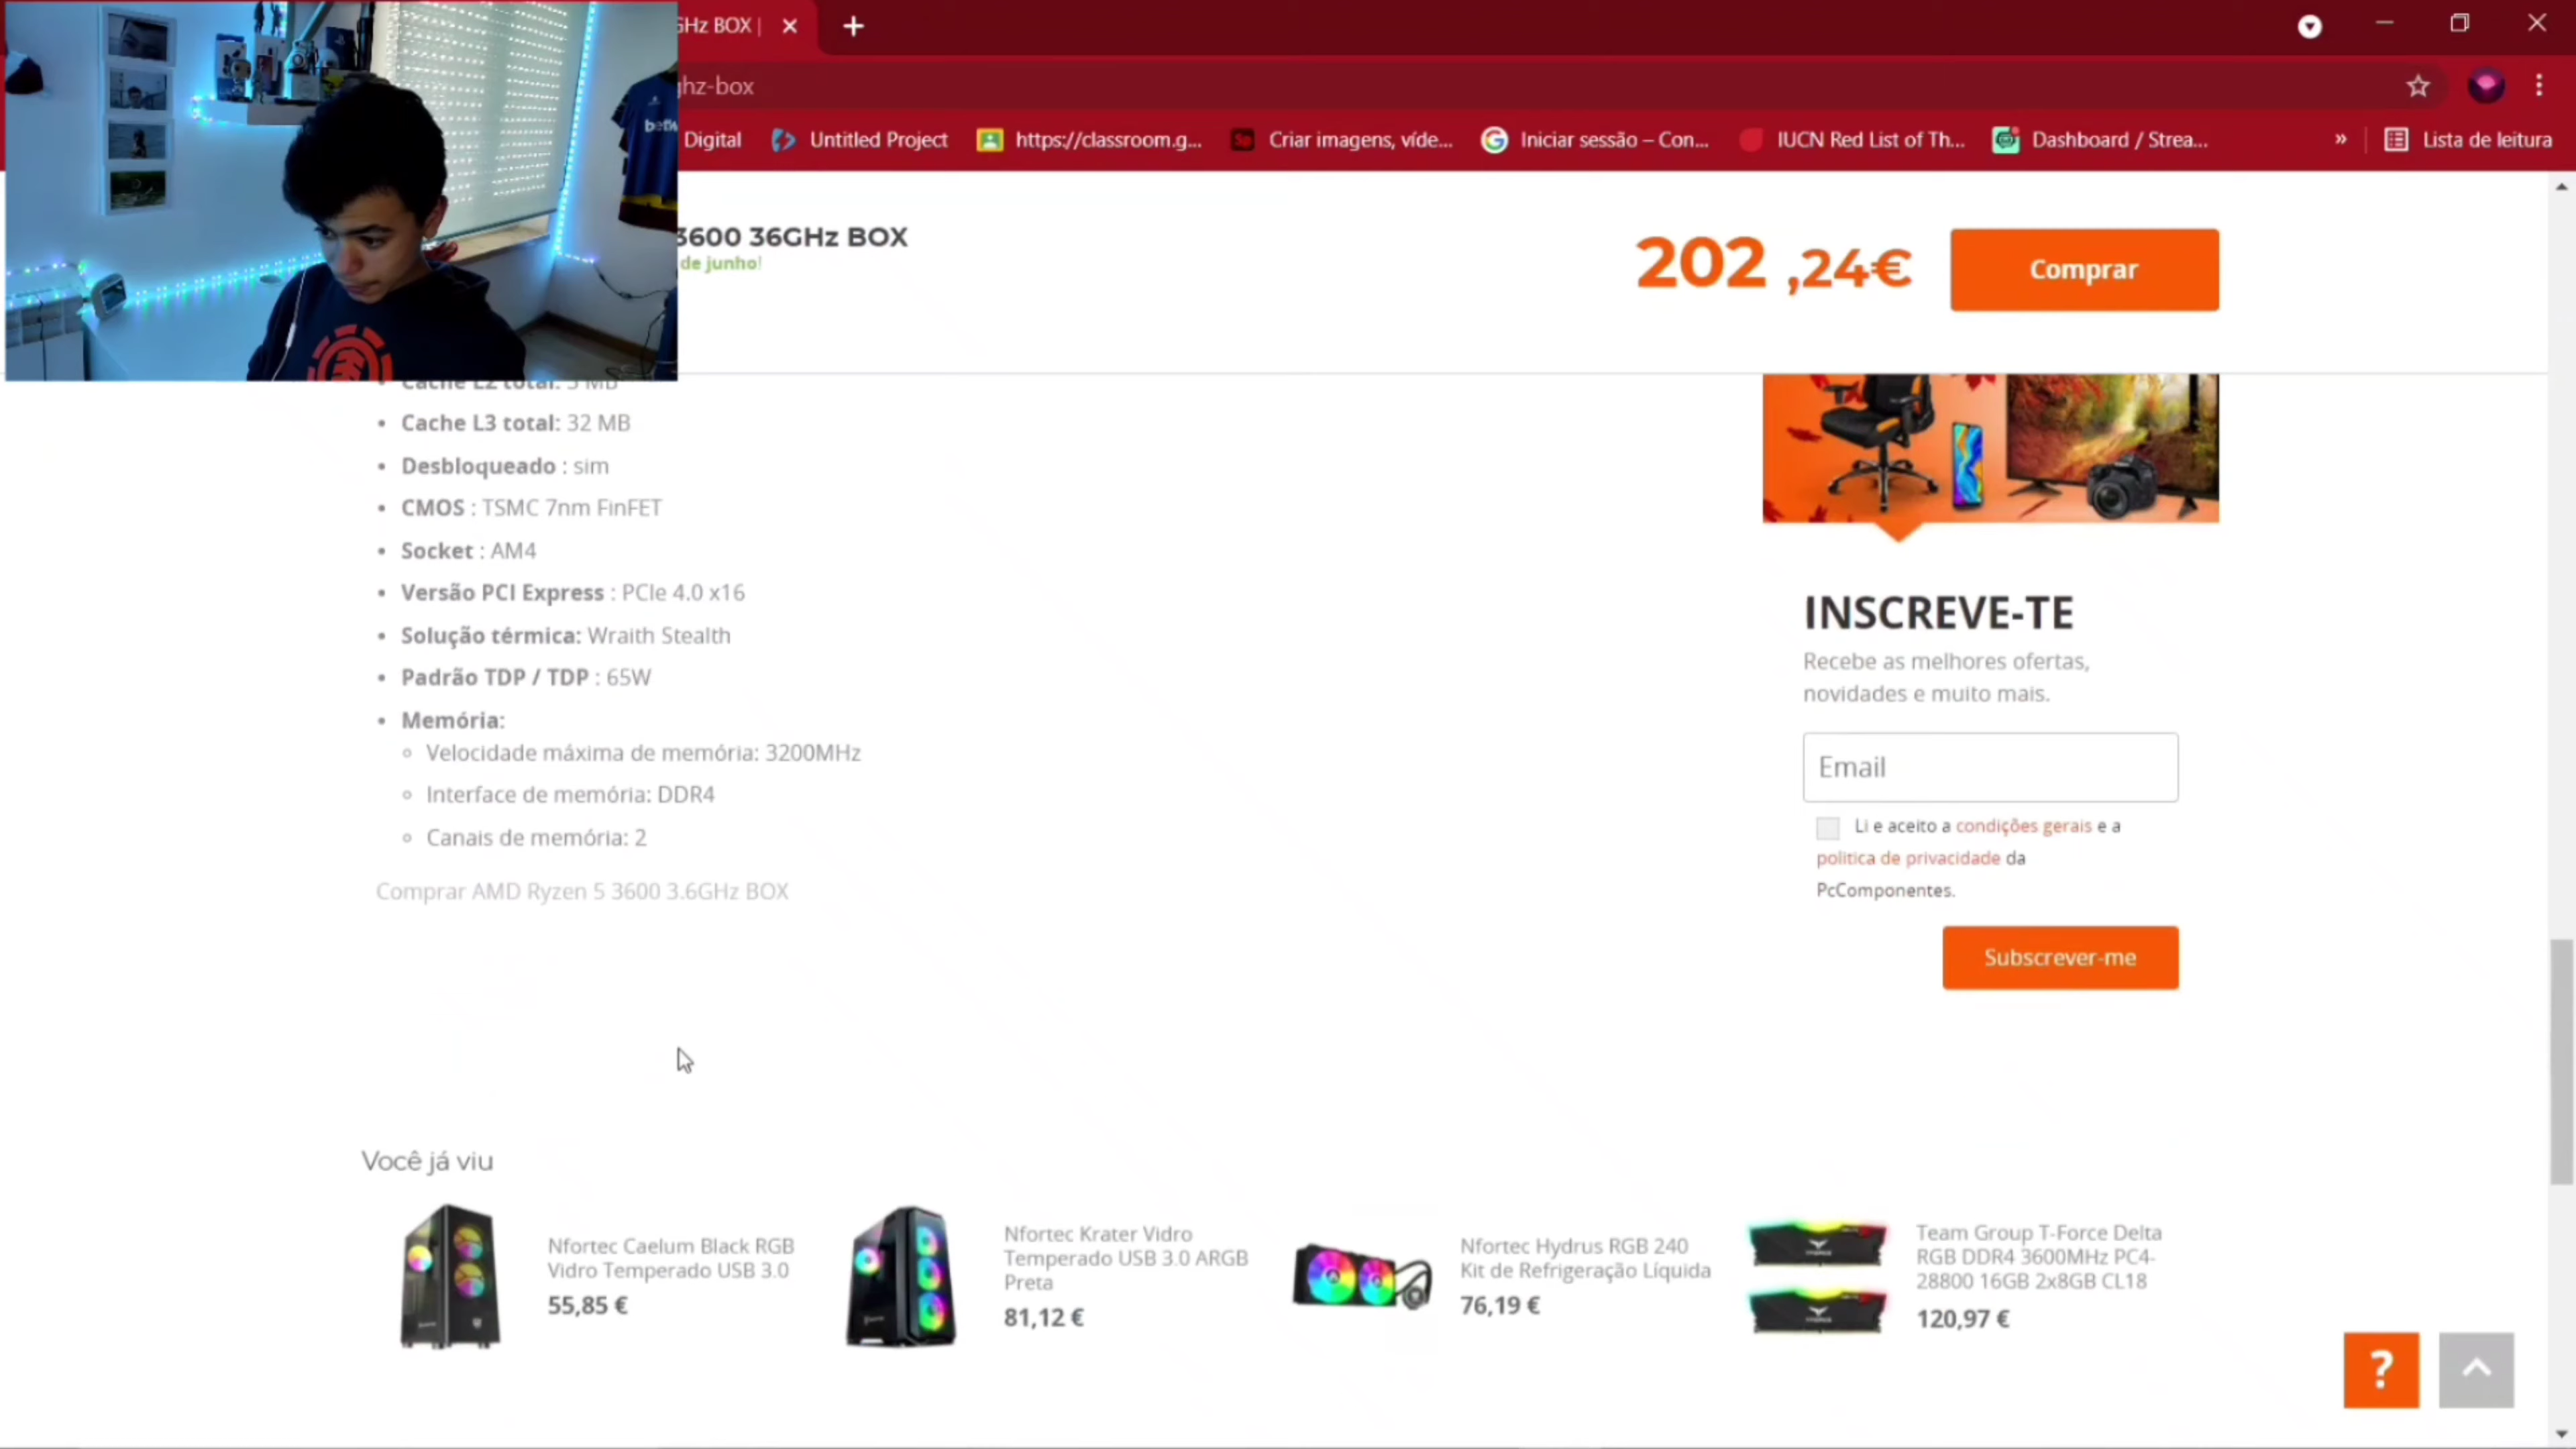 GHz BOX |
ghz-box
Digital
Untitled Project
https://classroom.g...
Criar imagens, víde...
Iniciar sessão – Con...
IUCN Red List of Th...
Dashboard / Strea...
»
Lista de leitura
3600 36GHz BOX
de junho!
202 ,24€
Comprar
Cache L2 total: 3 MB
Cache L3 total: 32 MB
Desbloqueado : sim
CMOS : TSMC 7nm FinFET
Socket : AM4
Versão PCI Express : PCIe 4.0 x16
Solução térmica: Wraith Stealth
Padrão TDP / TDP : 65W
Memória:
Velocidade máxima de memória: 3200MHz
Interface de memória: DDR4
Canais de memória: 2
Comprar AMD Ryzen 5 3600 3.6GHz BOX
INSCREVE-TE
Recebe as melhores ofertas,
novidades e muito mais.
Email
Li e aceito a condições gerais e a
politica de privacidade da
PcComponentes.
Subscrever-me
Você já viu
Nfortec Caelum Black RGB
Vidro Temperado USB 3.0
55,85 €
Nfortec Krater Vidro
Temperado USB 3.0 ARGB
Preta
81,12 €
Nfortec Hydrus RGB 240
Kit de Refrigeração Líquida
76,19 €
Team Group T-Force Delta
RGB DDR4 3600MHz PC4-
28800 16GB 2x8GB CL18
120,97 €
?